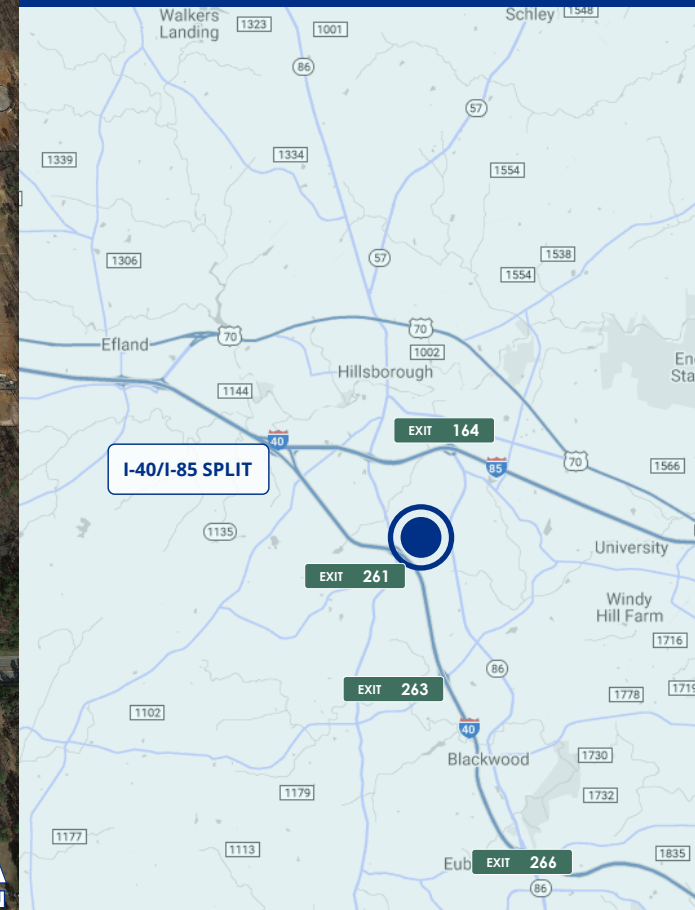 Walkers
Landing
1323
1001
Schley
1548
86
57
1339
1334
1554
1306
57
1538
1554
Efland
70
70
1002
Hillsborough
1144
EXIT 164
40
I-40/I-85 SPLIT
85
70
1566
1135
University
EXIT 261
Windy
Hill Farm
1716
86
EXIT 263
1778
1102
40
Blackwood
1730
1179
1732
1177
1113
1835
EXIT 266
86